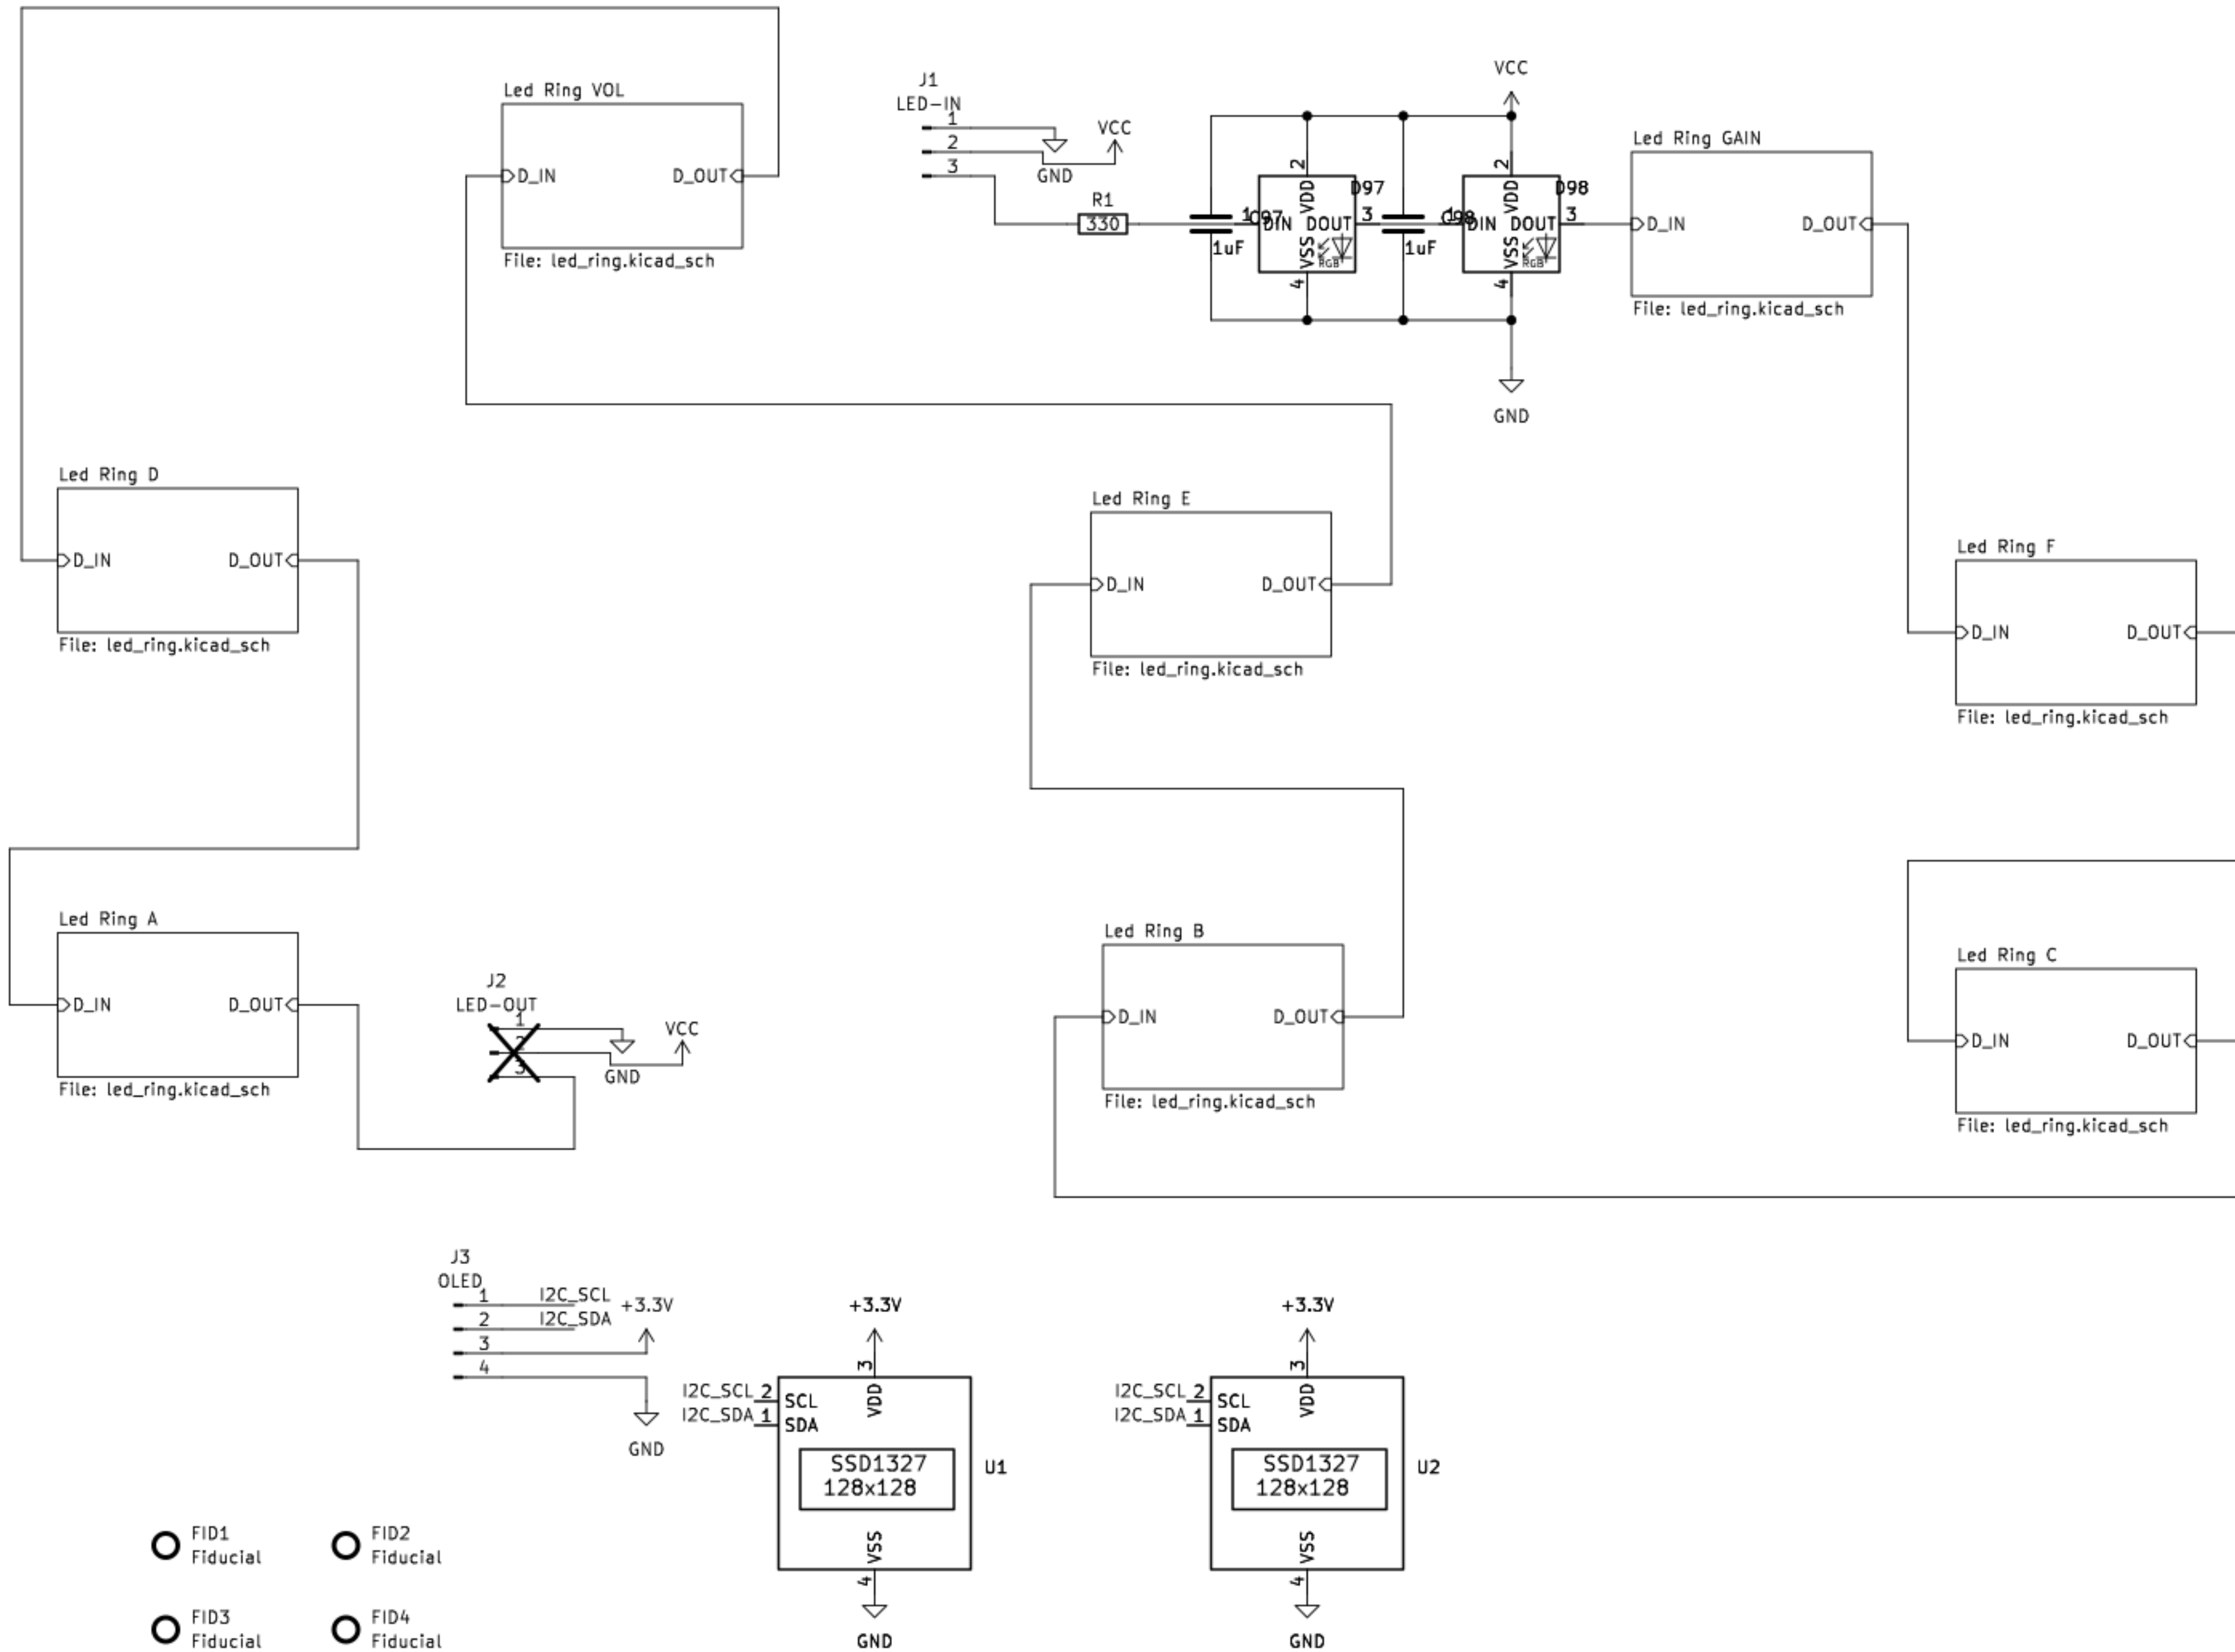 Led Ring VOL
D_IN
D_OUT
File: led_ring.kicad_sch
J1
LED-IN
1
2
3
VCC
GND
R1
330
VCC
C97
1uF
D97
1
DIN
2
VDD
DOUT
3
VSS
4
RGB
C98
1uF
D98
1
DIN
2
VDD
DOUT
3
VSS
4
RGB
GND
Led Ring GAIN
D_IN
D_OUT
File: led_ring.kicad_sch
Led Ring D
D_IN
D_OUT
File: led_ring.kicad_sch
Led Ring E
D_IN
D_OUT
File: led_ring.kicad_sch
Led Ring F
D_IN
D_OUT
File: led_ring.kicad_sch
Led Ring A
D_IN
D_OUT
File: led_ring.kicad_sch
J2
LED-OUT
1
2
3
VCC
GND
Led Ring B
D_IN
D_OUT
File: led_ring.kicad_sch
Led Ring C
D_IN
D_OUT
File: led_ring.kicad_sch
J3
OLED
1
I2C_SCL
2
I2C_SDA
3
+3.3V
4
GND
+3.3V
3
VDD
I2C_SCL 2 SCL
I2C_SDA 1 SDA
SSD1327
128x128
U1
VSS
4
GND
+3.3V
3
VDD
I2C_SCL 2 SCL
I2C_SDA 1 SDA
SSD1327
128x128
U2
VSS
4
GND
FID1
Fiducial
FID2
Fiducial
FID3
Fiducial
FID4
Fiducial